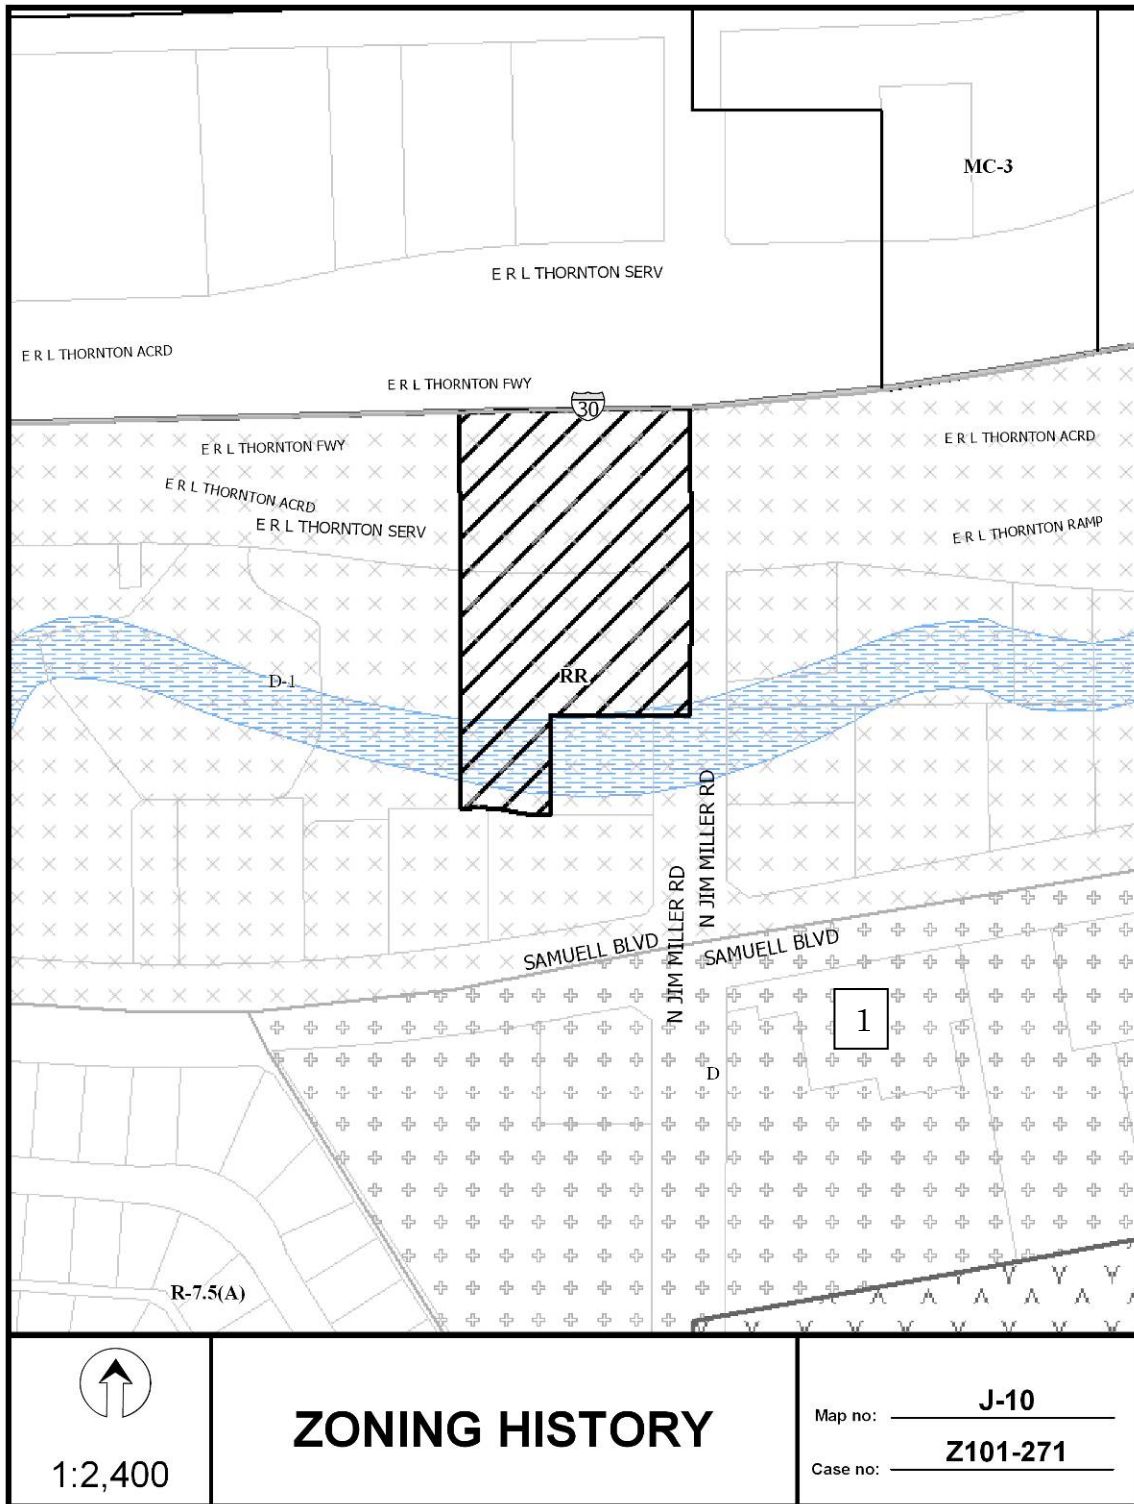 MC-3
E R L THORNTON SERV
E R L THORNTON ACRD
E R L THORNTON FWY
30
E R L THORNTON FWY
E R L THORNTON ACRD
E R L THORNTON ACRD
E R L THORNTON SERV
E R L THORNTON RAMP
RR
D-1
N JIM MILLER RD
N JIM MILLER RD
SAMUELL BLVD
SAMUELL BLVD
1
D
R-7.5(A)
1:2,400
ZONING HISTORY
Map no: J-10
Case no: Z101-271